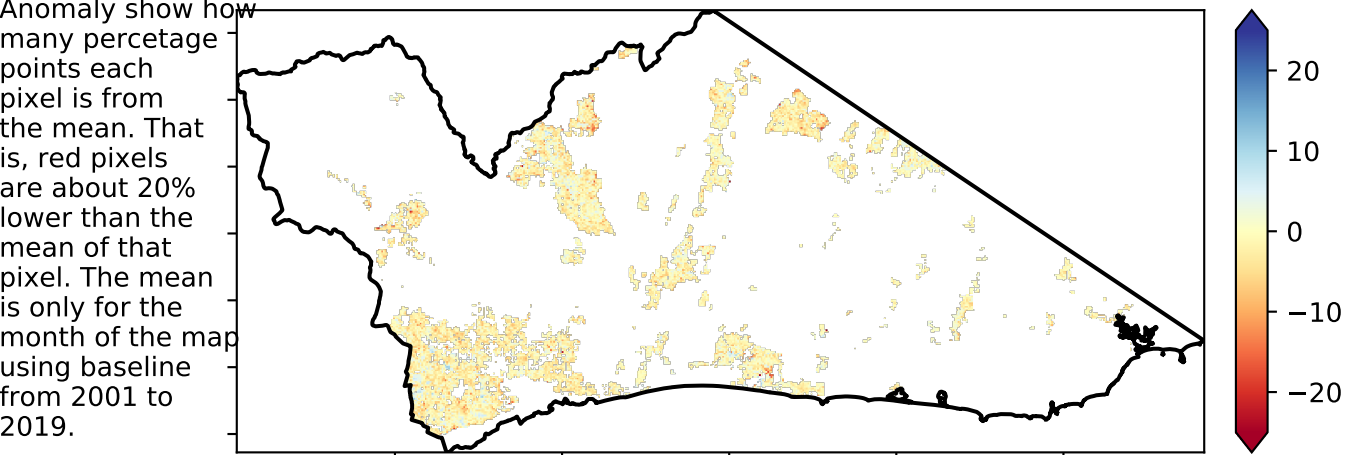 Anomaly show how
many percetage
points each
pixel is from
the mean. That
is, red pixels
are about 20%
lower than the
mean of that
pixel. The mean
is only for the
month of the map
using baseline
from 2001 to
2019.
20
10
0
−10
−20